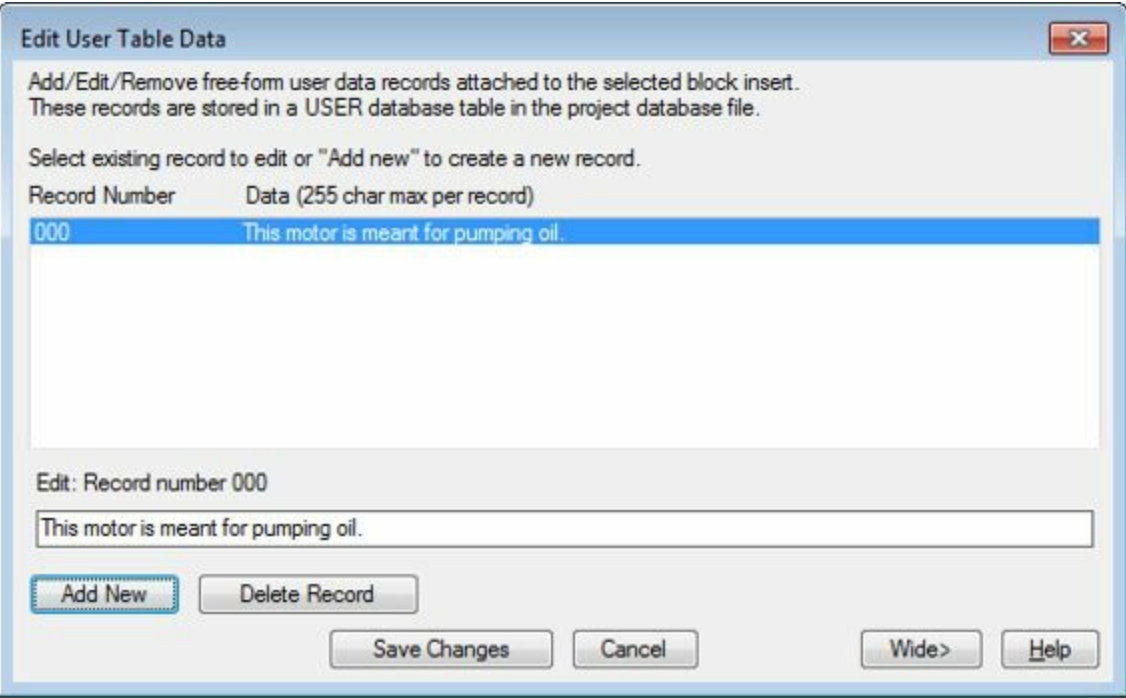 Edit User Table Data
Add/Edit/Remove free-form user data records attached to the selected block insert.
These records are stored in a USER database table in the project database file.
Select existing record to edit or "Add new" to create a new record.
Record Number Data (255 char max per record)
000 This motor is meant for pumping oil.
Edit: Record number 000
This motor is meant for pumping oil.
Add New Delete Record
Save Changes Cancel Wide> Help